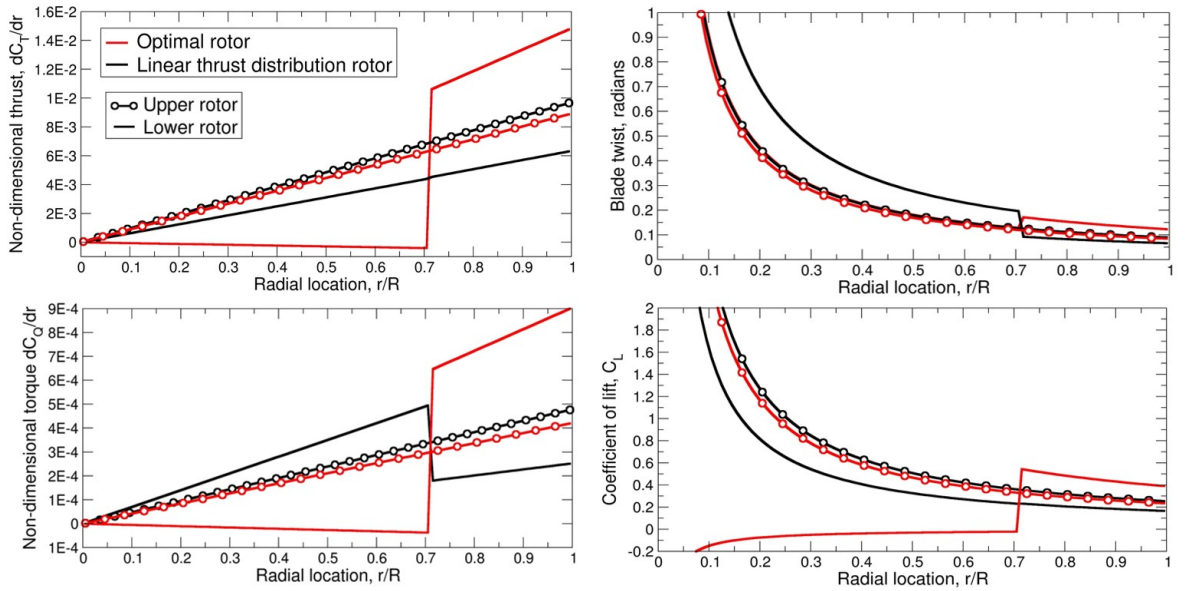 Non-dimensional thrust, dC_T/dr
1.6E-2
1.4E-2
1.2E-2
1E-2
8E-3
6E-3
4E-3
2E-3
0
Optimal rotor
Linear thrust distribution rotor
Upper rotor
Lower rotor
0 0.1 0.2 0.3 0.4 0.5 0.6 0.7 0.8 0.9 1
Radial location, r/R
Blade twist, radians
1
0.9
0.8
0.7
0.6
0.5
0.4
0.3
0.2
0.1
0
0 0.1 0.2 0.3 0.4 0.5 0.6 0.7 0.8 0.9 1
Radial location, r/R
Non-dimensional torque dC_Q/dr
9E-4
8E-4
7E-4
6E-4
5E-4
4E-4
3E-4
2E-4
1E-4
0
1E-4
0 0.1 0.2 0.3 0.4 0.5 0.6 0.7 0.8 0.9 1
Radial location, r/R
Coefficient of lift, C_L
2
1.8
1.6
1.4
1.2
1
0.8
0.6
0.4
0.2
0
-0.2
0 0.1 0.2 0.3 0.4 0.5 0.6 0.7 0.8 0.9 1
Radial location, r/R